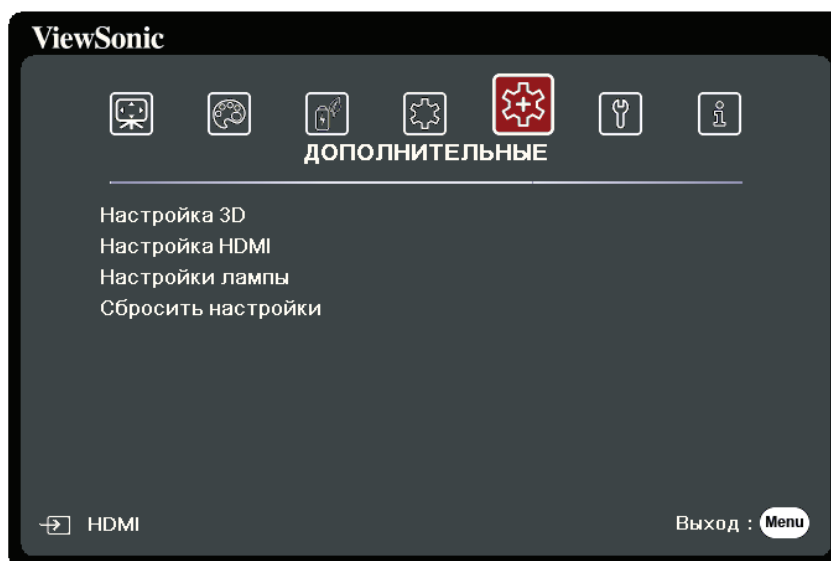 ViewSonic
ДОПОЛНИТЕЛЬНЫЕ
Настройка 3D
Настройка HDMI
Настройки лампы
Сбросить настройки
HDMI
Выход : Menu